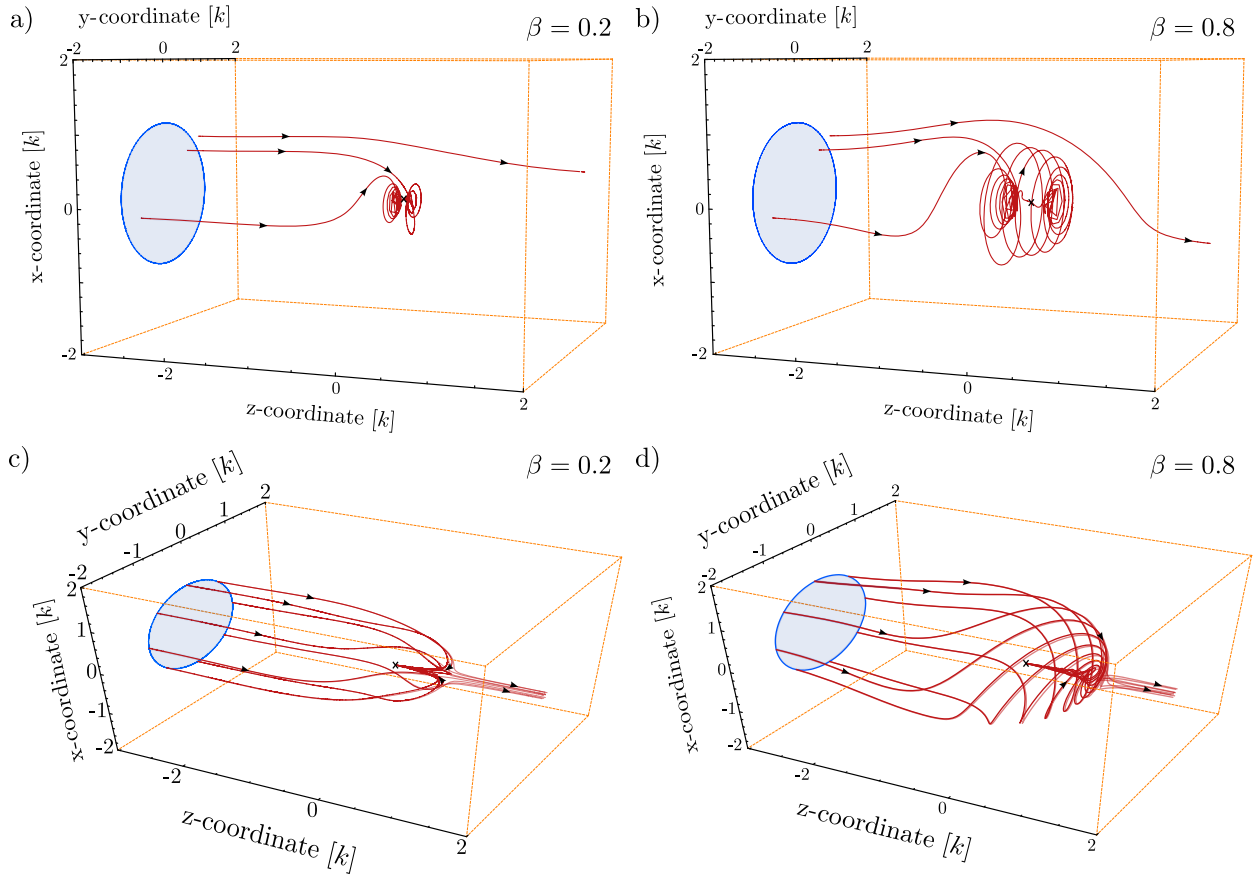 a)
y-coordinate [k]
β = 0.2
-2 0 2
2
0
-2
x-coordinate [k]
-2 0 2
z-coordinate [k]
b)
y-coordinate [k]
β = 0.8
-2 0 2
2
0
-2
x-coordinate [k]
-2 0 2
z-coordinate [k]
c)
y-coordinate [k]
β = 0.2
-2 -1 0 1 2
2
1
0
-1
-2
x-coordinate [k]
-2 0 2
z-coordinate [k]
d)
y-coordinate [k]
β = 0.8
-2 -1 0 1 2
2
1
0
-1
-2
x-coordinate [k]
-2 0 2
z-coordinate [k]